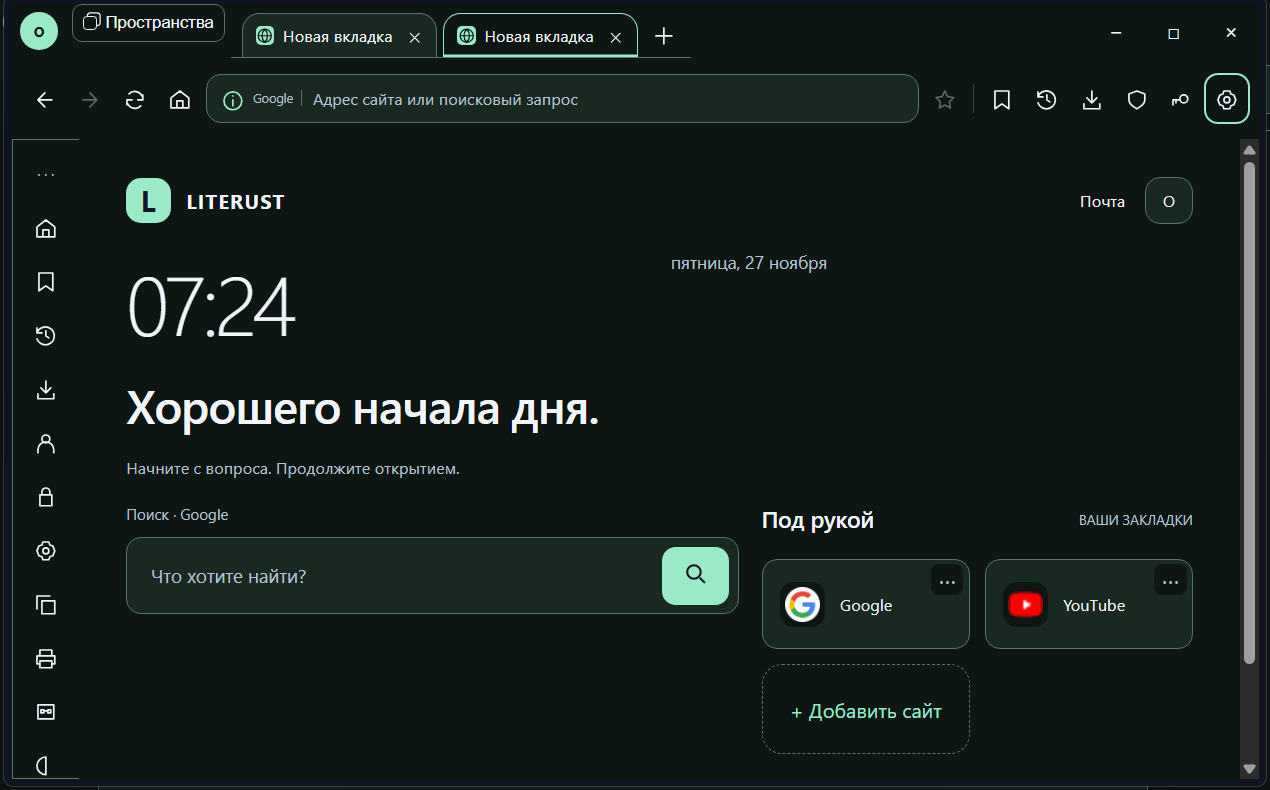 О
Пространства
Новая вкладка
Новая вкладка
Google
Адрес сайта или поисковый запрос
L
LITERUST
Почта
О
07:24
пятница, 27 ноября
Хорошего начала дня.
Начните с вопроса. Продолжите открытием.
Поиск · Google
Что хотите найти?
Под рукой
ВАШИ ЗАКЛАДКИ
Google
YouTube
+ Добавить сайт